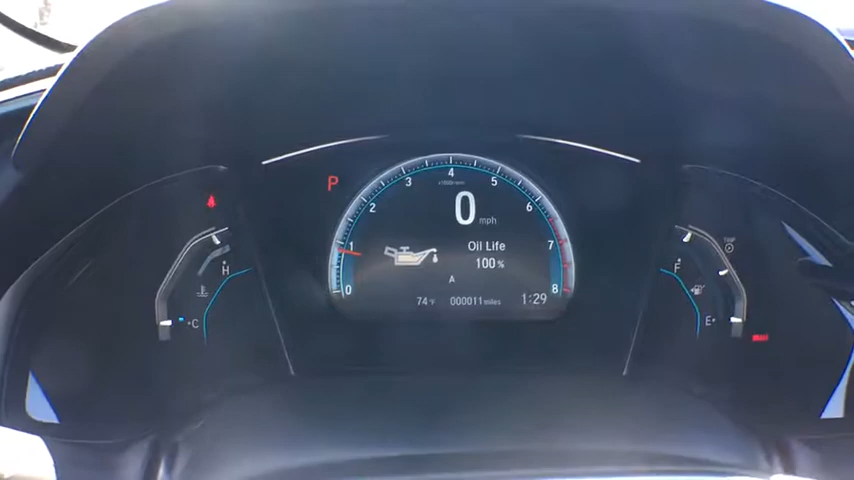 P
0 1 2 3 4 5 6 7 8
x1000r/min
0 mph
Oil Life
100%
A
74°F 000011 miles 1:29
H
C
F
E
TRIP